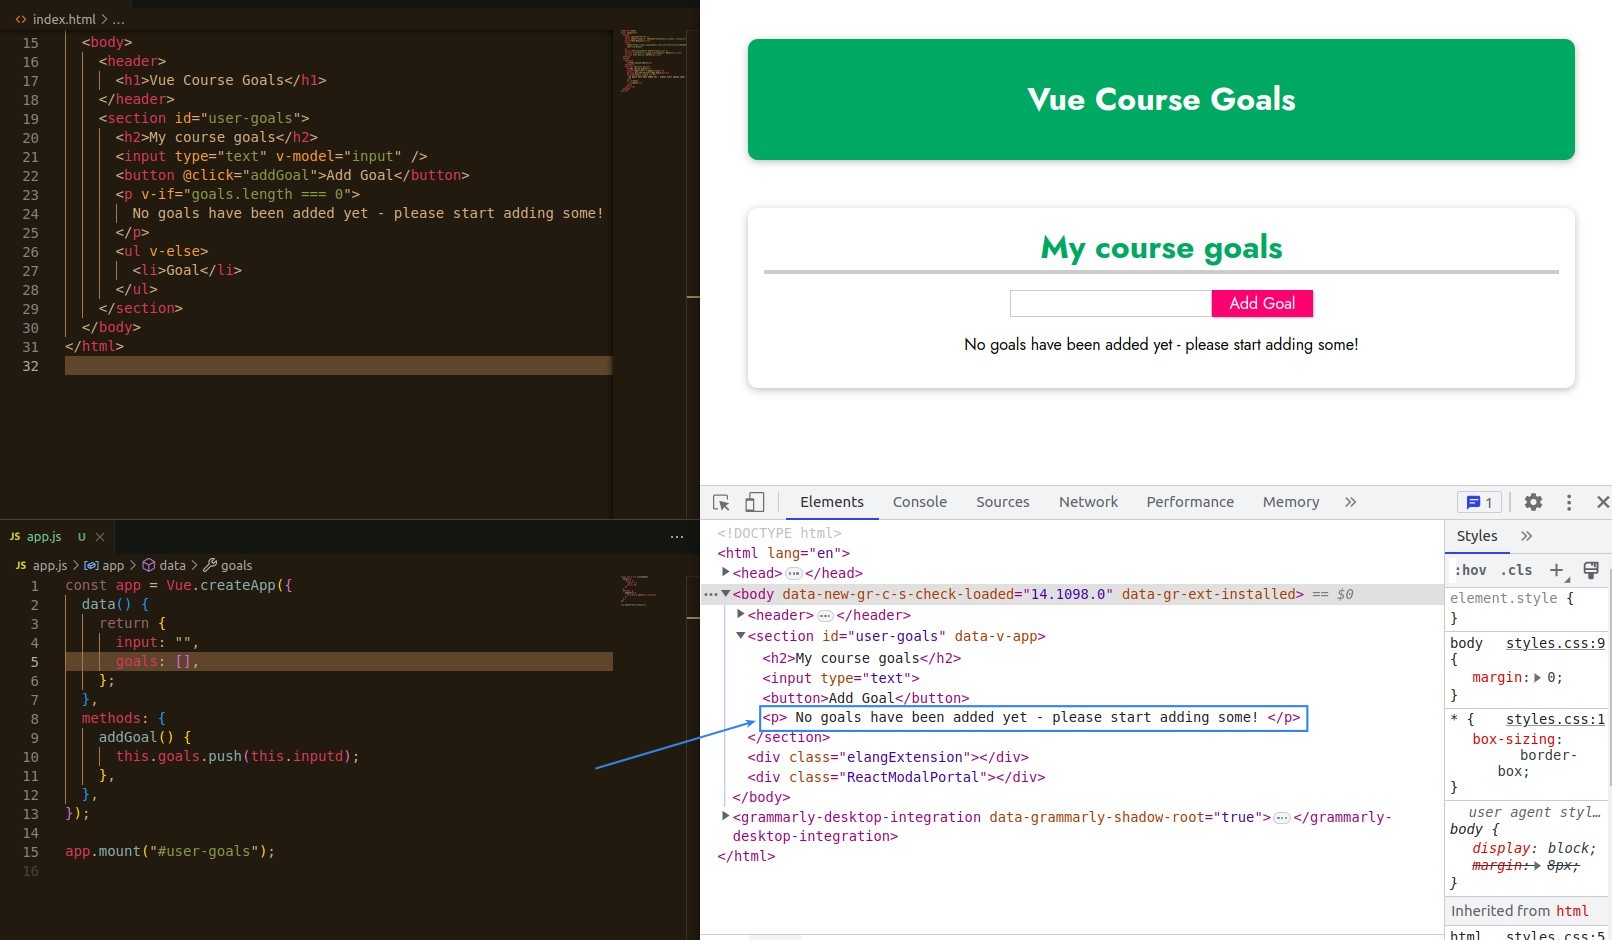 index.html > ...
15 <body>
16 <header>
17 <h1>Vue Course Goals</h1>
18 </header>
19 <section id="user-goals">
20 <h2>My course goals</h2>
21 <input type="text" v-model="input" />
22 <button @click="addGoal">Add Goal</button>
23 <p v-if="goals.length === 0">
24 No goals have been added yet - please start adding some!
25 </p>
26 <ul v-else>
27 <li>Goal</li>
28 </ul>
29 </section>
30 </body>
31 </html>
32
JS app.js U
JS app.js > app > data > goals
1 const app = Vue.createApp({
2 data() {
3 return {
4 input: "",
5 goals: [],
6 };
7 },
8 methods: {
9 addGoal() {
10 this.goals.push(this.inputd);
11 },
12 },
13 });
14
15 app.mount("#user-goals");
16
Vue Course Goals
My course goals
Add Goal
No goals have been added yet - please start adding some!
Elements Console Sources Network Performance Memory » 1
<!DOCTYPE html>
<html lang="en">
<head>…</head>
<body data-new-gr-c-s-check-loaded="14.1098.0" data-gr-ext-installed> == $0
<header>…</header>
<section id="user-goals" data-v-app>
<h2>My course goals</h2>
<input type="text">
<button>Add Goal</button>
<p> No goals have been added yet - please start adding some! </p>
</section>
<div class="elangExtension"></div>
<div class="ReactModalPortal"></div>
</body>
<grammarly-desktop-integration data-grammarly-shadow-root="true">…</grammarly-
desktop-integration>
</html>
Styles »
:hov .cls +
element.style {
}
body styles.css:9
{
margin: 0;
}
* { styles.css:1
box-sizing:
border-
box;
}
user agent styl…
body {
display: block;
margin: 8px;
}
Inherited from html
html styles.css:5